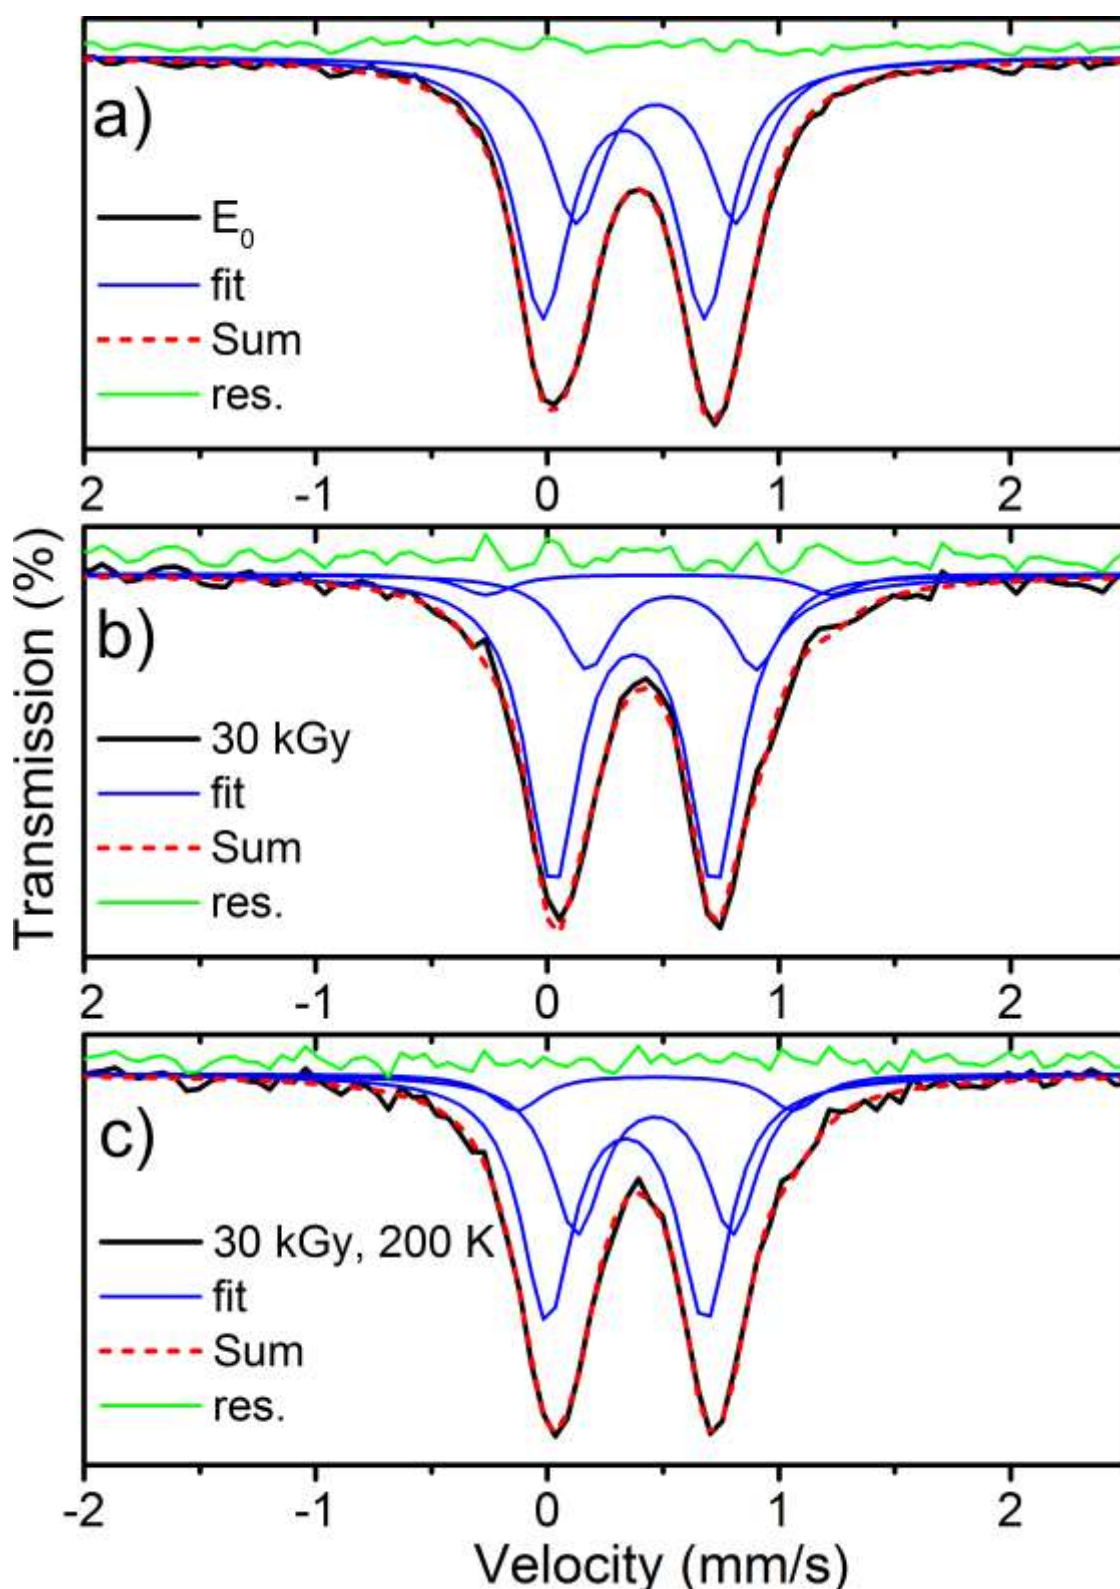 a)
E0
fit
Sum
res.
2 -1 0 1 2
Transmission (%)
b)
30 kGy
fit
Sum
res.
2 -1 0 1 2
c)
30 kGy, 200 K
fit
Sum
res.
-2 -1 0 1 2
Velocity (mm/s)